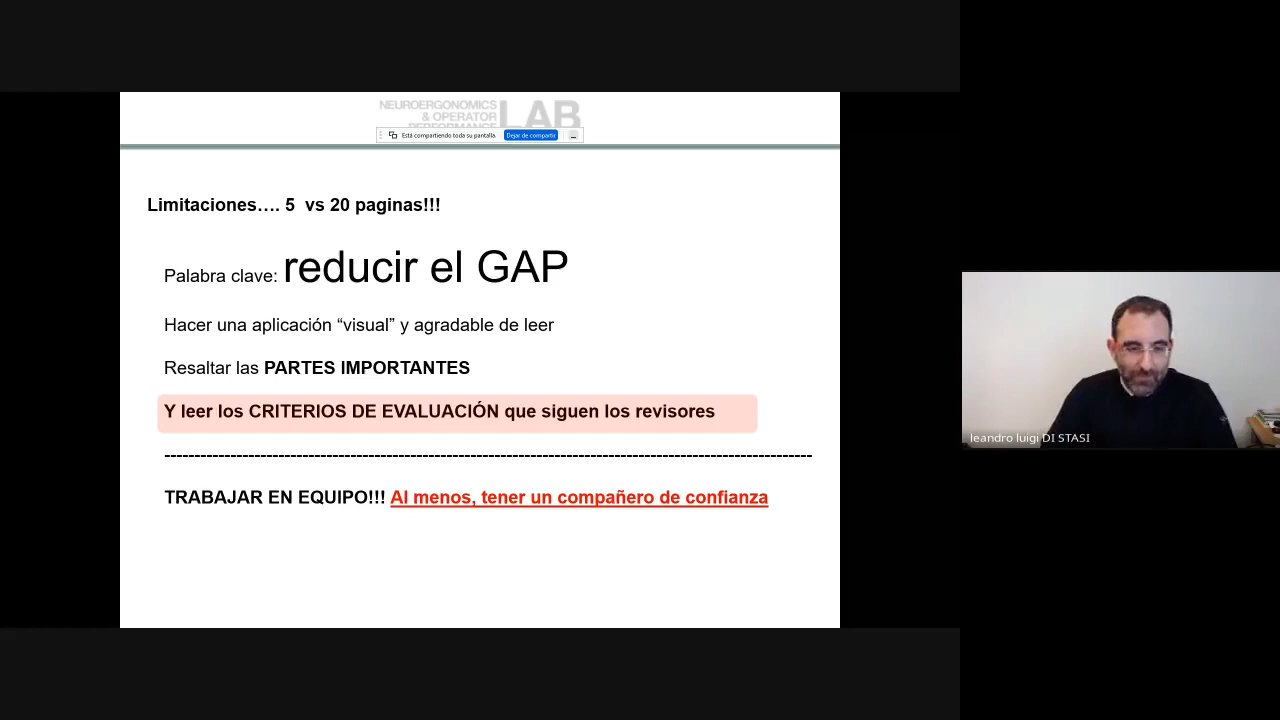 NEUROERGONOMICS
& OPERATOR
PERFORMANCE
LAB
Está compartiendo toda su pantalla.
Dejar de compartir
Limitaciones.... 5 vs 20 paginas!!!
Palabra clave: reducir el GAP
Hacer una aplicación “visual” y agradable de leer
Resaltar las PARTES IMPORTANTES
Y leer los CRITERIOS DE EVALUACIÓN que siguen los revisores
TRABAJAR EN EQUIPO!!! Al menos, tener un compañero de confianza
leandro luigi DI STASI